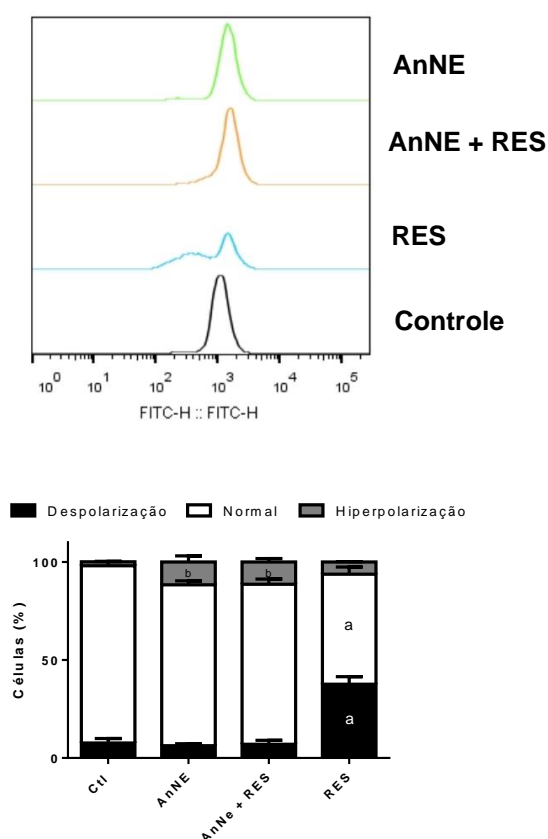 AnNE
AnNE + RES
RES
Controle
10^0 10^1 10^2 10^3 10^4 10^5
FITC-H :: FITC-H
Despolarização Normal Hiperpolarização
100
50
0
Células (%)
b b
a
a
Ctl AnNE AnNe + RES RES